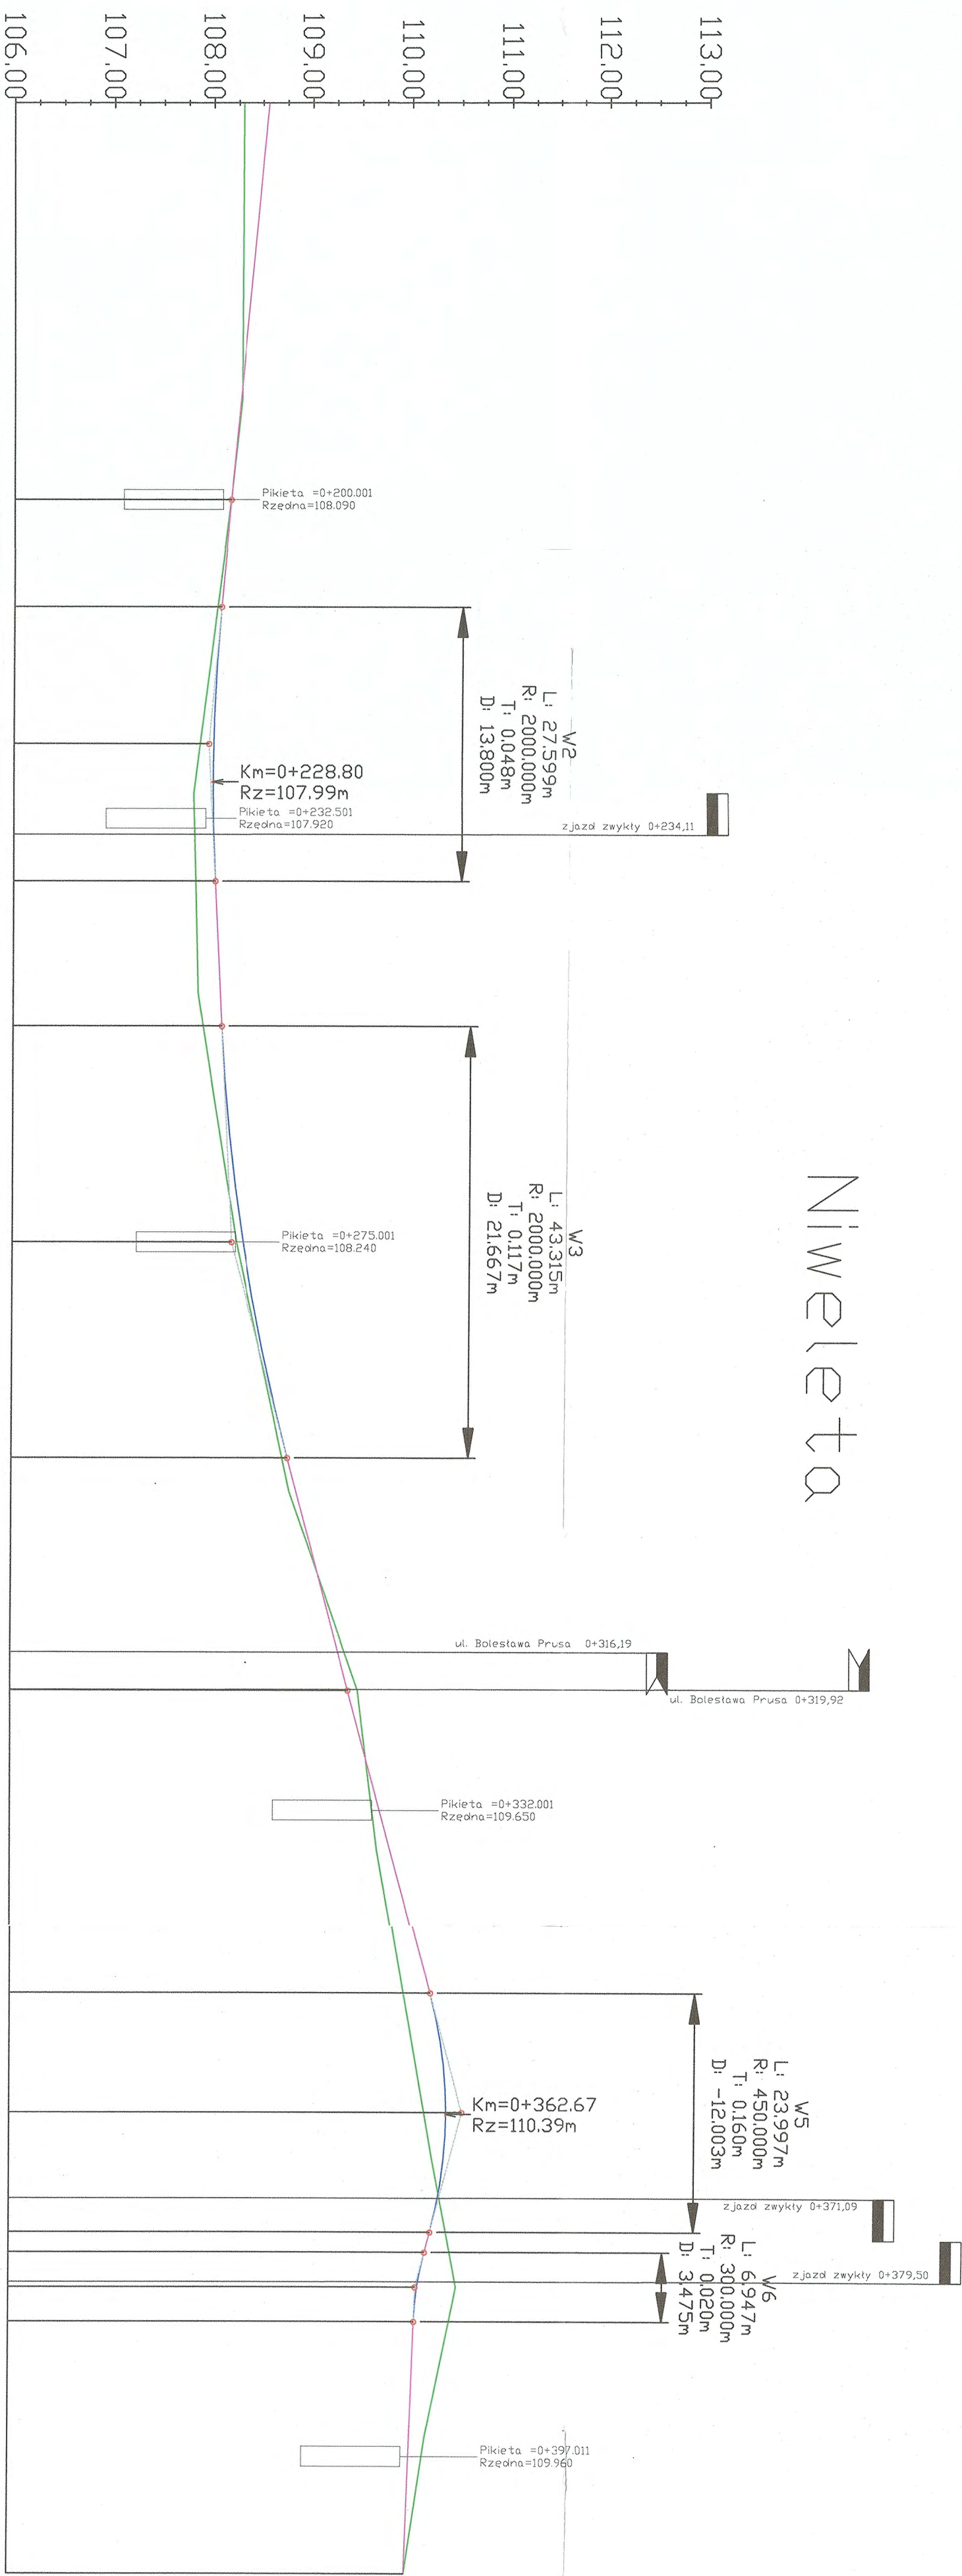 113,00
112,00
111,00
110,00
109,00
108,00
107,00
106,00
Niweleta
Pikieta =0+200.001
Rzędna=108.090
W2
L: 27.599m
R: 2000.000m
T: 0.048m
D: 13.800m
Km=0+228.80
Rz=107.99m
Pikieta =0+232.501
Rzędna=107.920
zjazd zwykły 0+234,11
W3
L: 43.315m
R: 2000.000m
T: 0.117m
D: 21.667m
Pikieta =0+275.001
Rzędna=108.240
ul. Bolesława Prusa 0+316,19
ul. Bolesława Prusa 0+319,92
Pikieta =0+332.001
Rzędna=109.650
W5
L: 23.997m
R: 450.000m
T: 0.160m
D: -12.003m
Km=0+362.67
Rz=110.39m
zjazd zwykły 0+371,09
W6
L: 6.947m
R: 300.000m
T: 0.020m
D: 3.475m
zjazd zwykły 0+379,50
Pikieta =0+397.011
Rzędna=109.960